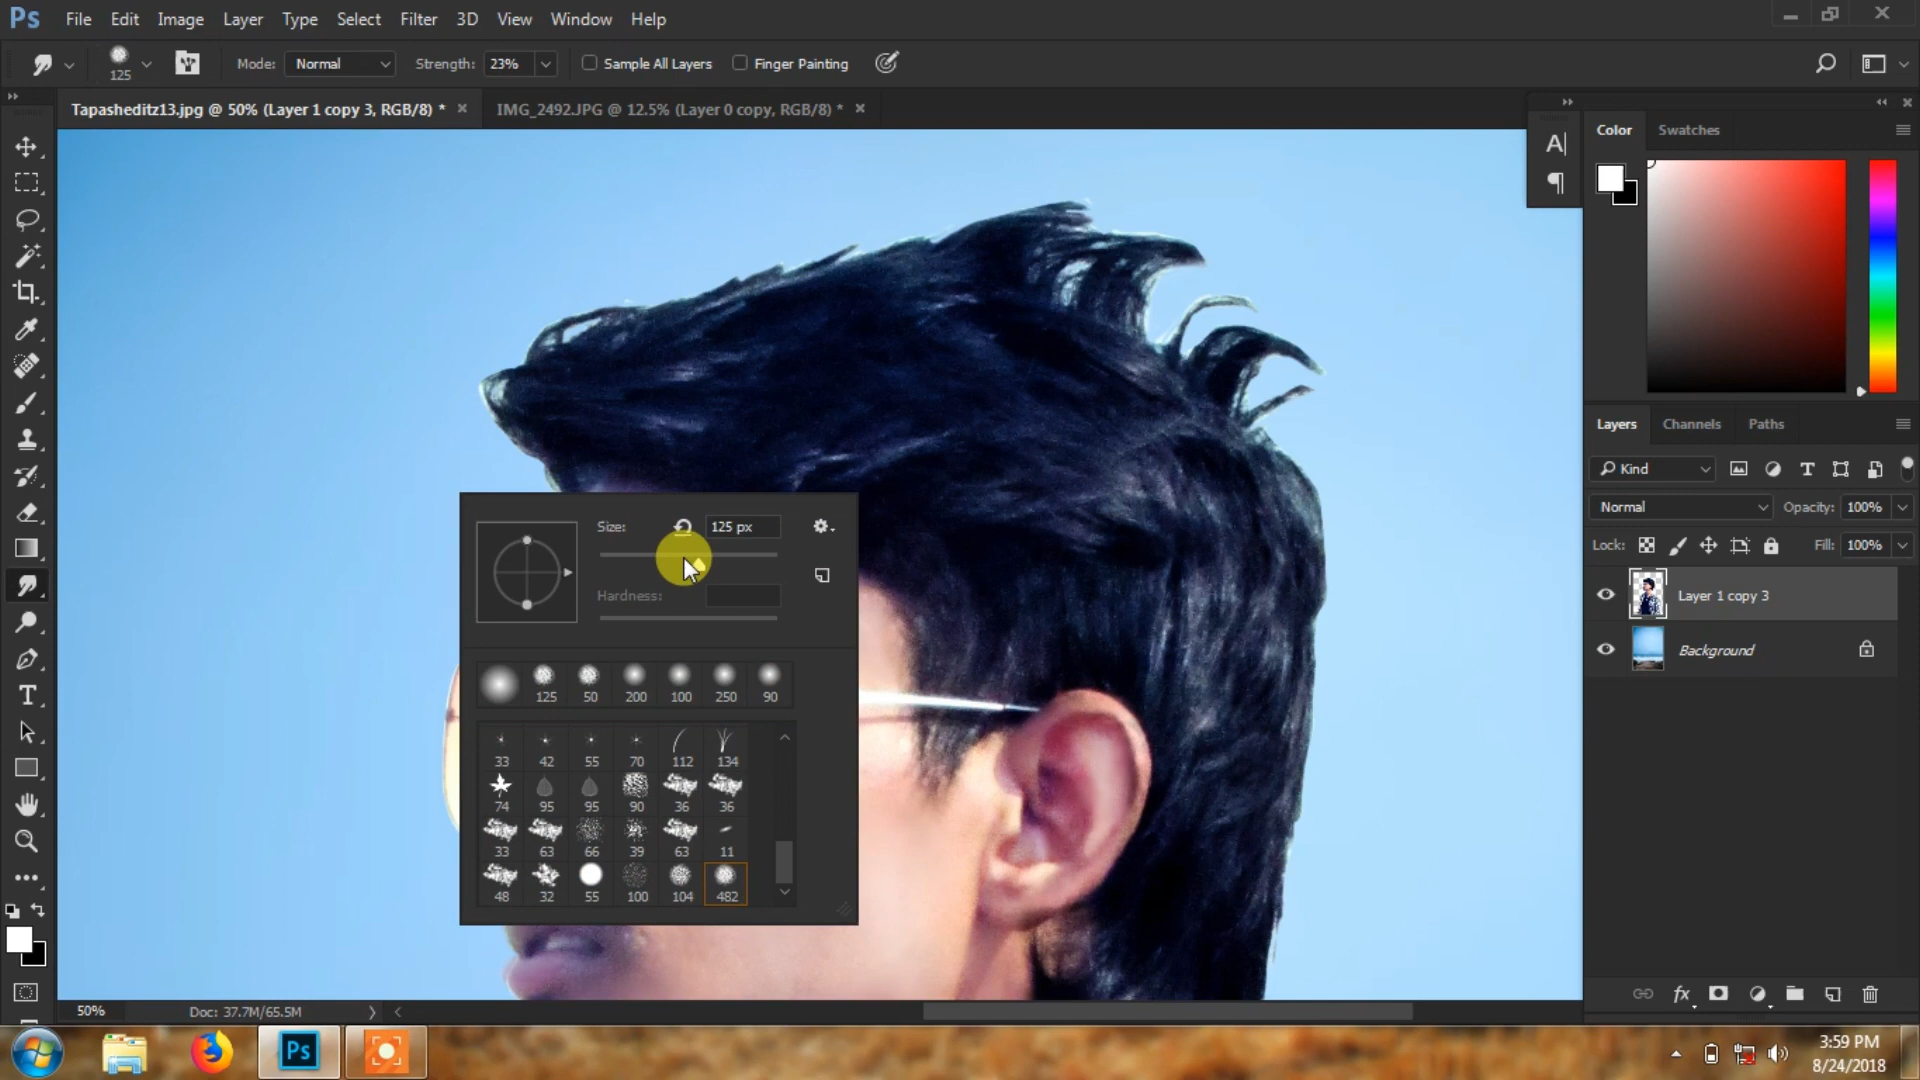 Ps File Edit Image Layer Type Select Filter 3D View Window Help
125 Mode: Normal Strength: 23% Sample All Layers Finger Painting
Tapasheditz13.jpg @ 50% (Layer 1 copy 3, RGB/8) * × IMG_2492.JPG @ 12.5% (Layer 0 copy, RGB/8) * ×
Color Swatches
Layers Channels Paths
Kind
Normal Opacity: 100%
Lock: Fill: 100%
Layer 1 copy 3
Background
Size: 125 px
Hardness:
125 50 200 100 250 90
33 42 55 70 112 134
74 95 95 90 36 36
33 63 66 39 63 11
48 32 55 100 104 482
50% Doc: 37.7M/65.5M
Ps
3:59 PM
8/24/2018